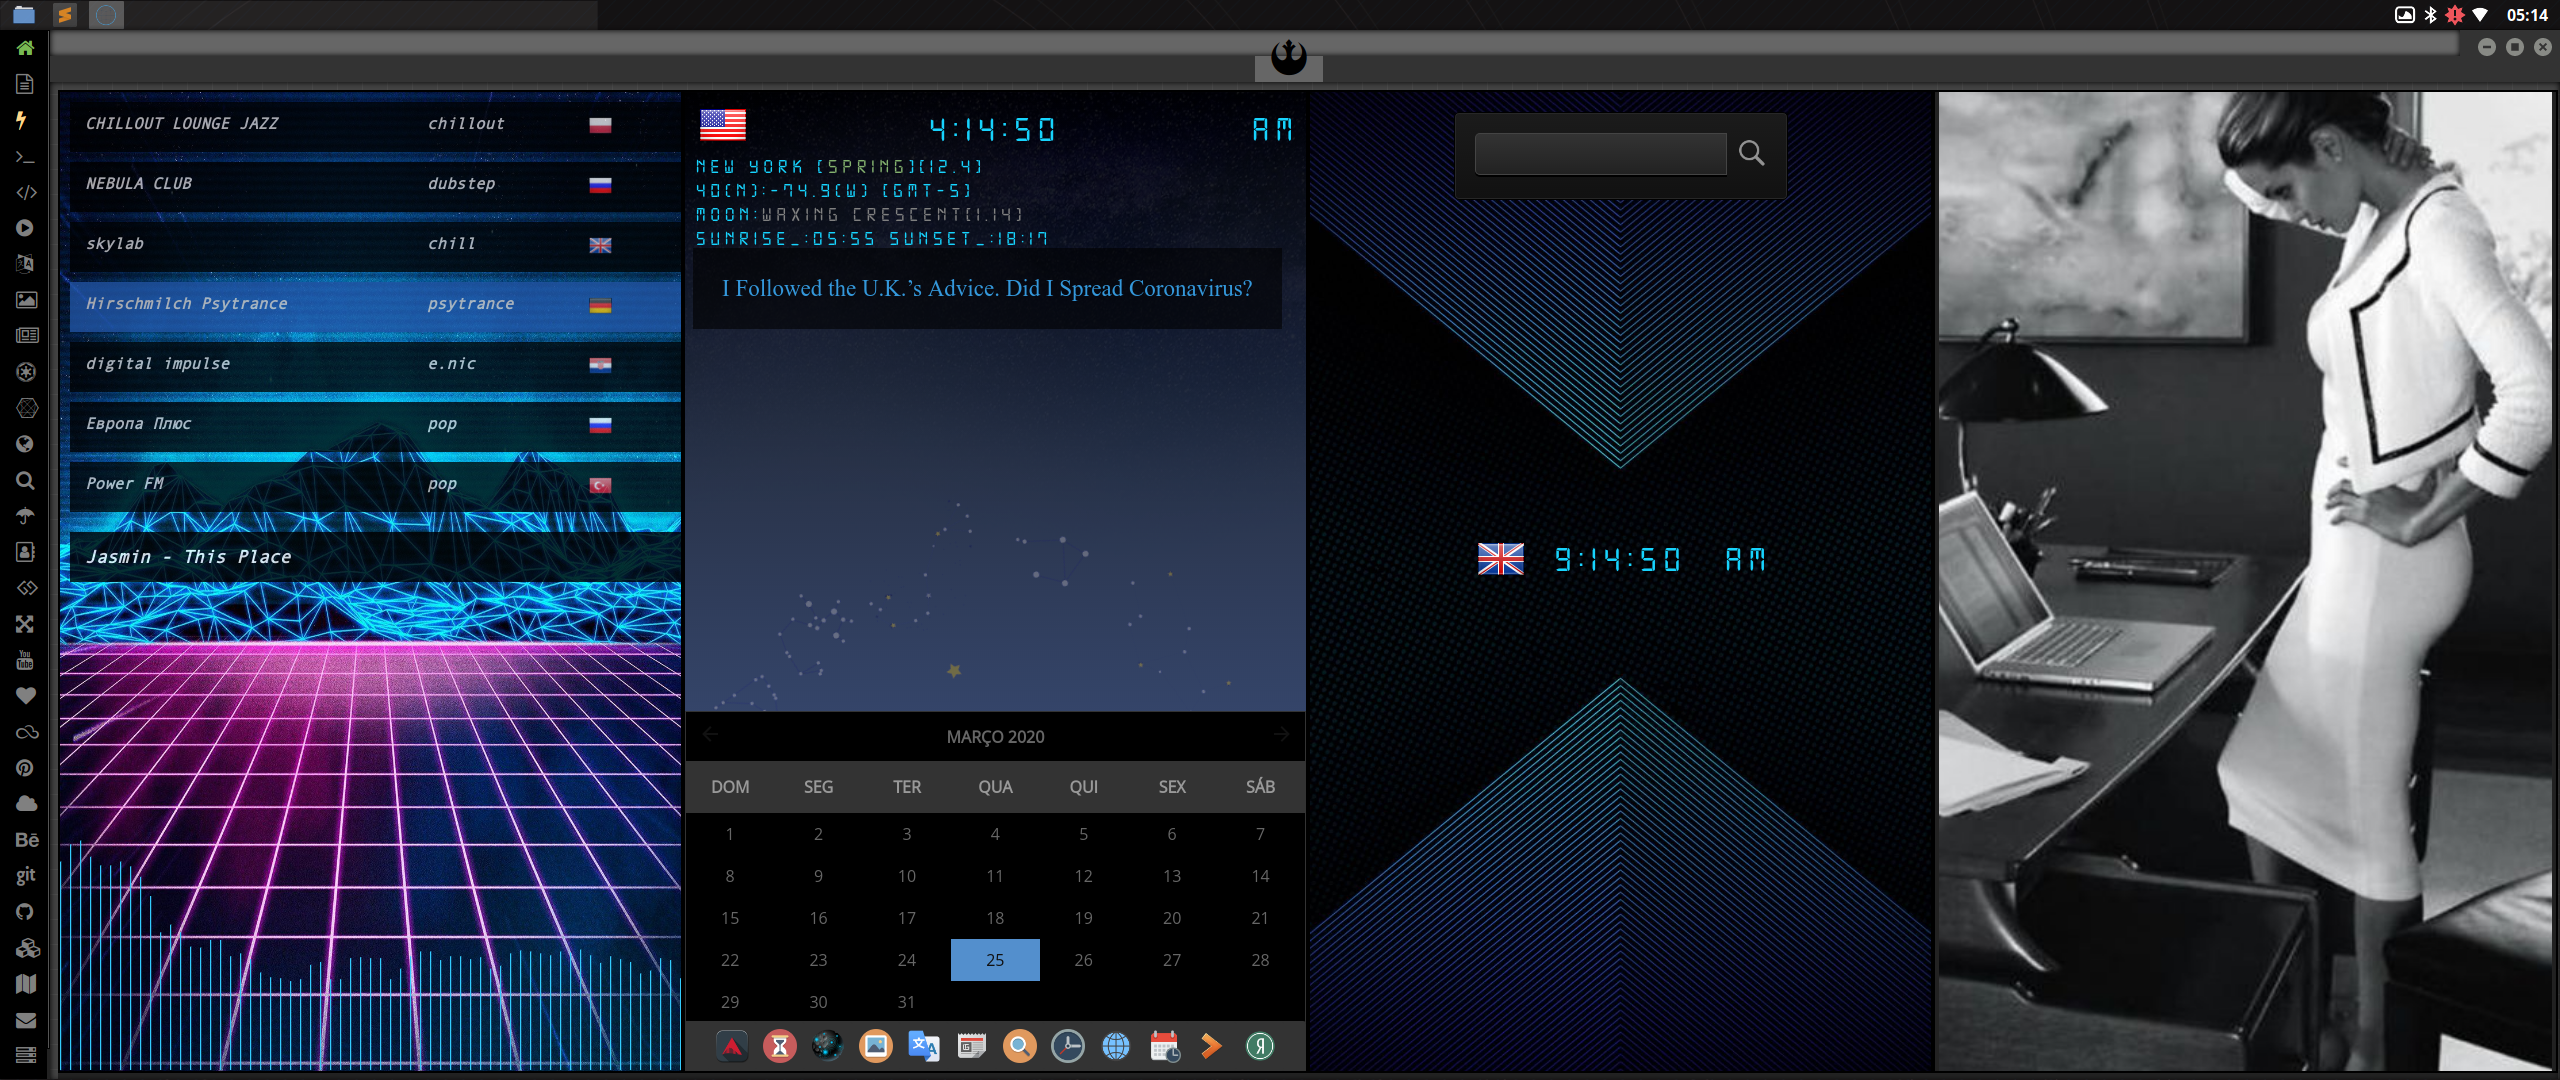 05:14
CHILLOUT LOUNGE JAZZ chillout
NEBULA CLUB dubstep
skylab chill
Hirschmilch Psytrance psytrance
digital impulse e.nic
Европа Плюс pop
Power FM pop
Jasmin - This Place
4:14:50 AM
NEW YORK [SPRING][12.4]
40(N):-74.9(W) [GMT-5]
MOON:WAXING CRESCENT[1.14]
SUNRISE_:05:55 SUNSET_:18:17
I Followed the U.K.’s Advice. Did I Spread Coronavirus?
MARÇO 2020
DOM SEG TER QUA QUI SEX SÁB
1 2 3 4 5 6 7
8 9 10 11 12 13 14
15 16 17 18 19 20 21
22 23 24 25 26 27 28
29 30 31
9:14:50 AM
You
Tube
Bē
git
文 A
Я